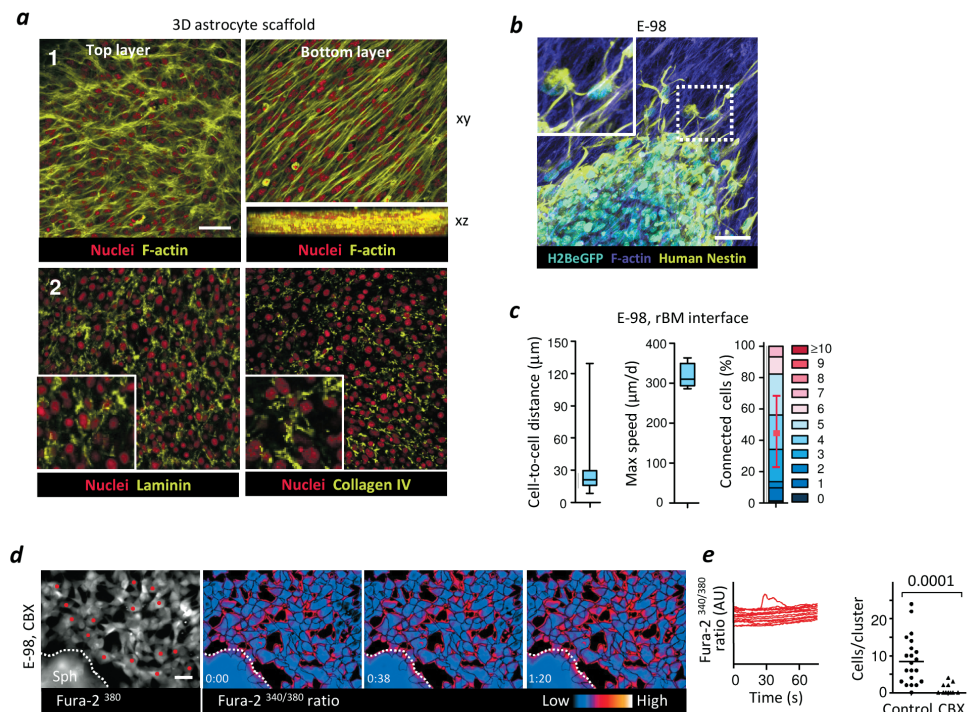 a
3D astrocyte scaffold
1
Top layer
Bottom layer
xy
xz
Nuclei F-actin
Nuclei F-actin
2
Nuclei Laminin
Nuclei Collagen IV
b
E-98
H2BeGFP F-actin Human Nestin
c
E-98, rBM interface
Cell-to-cell distance (µm)
150
120
90
60
30
0
Max speed (µm/d)
400
300
200
100
0
Connected cells (%)
100
80
60
40
20
0
≥10
9
8
7
6
5
4
3
2
1
0
d
E-98, CBX
Sph
Fura-2 380
0:00
0:38
1:20
Fura-2 340/380 ratio
Low High
e
Fura-2 340/380
ratio (AU)
0 30 60
Time (s)
0.0001
Cells/cluster
20
10
0
Control CBX